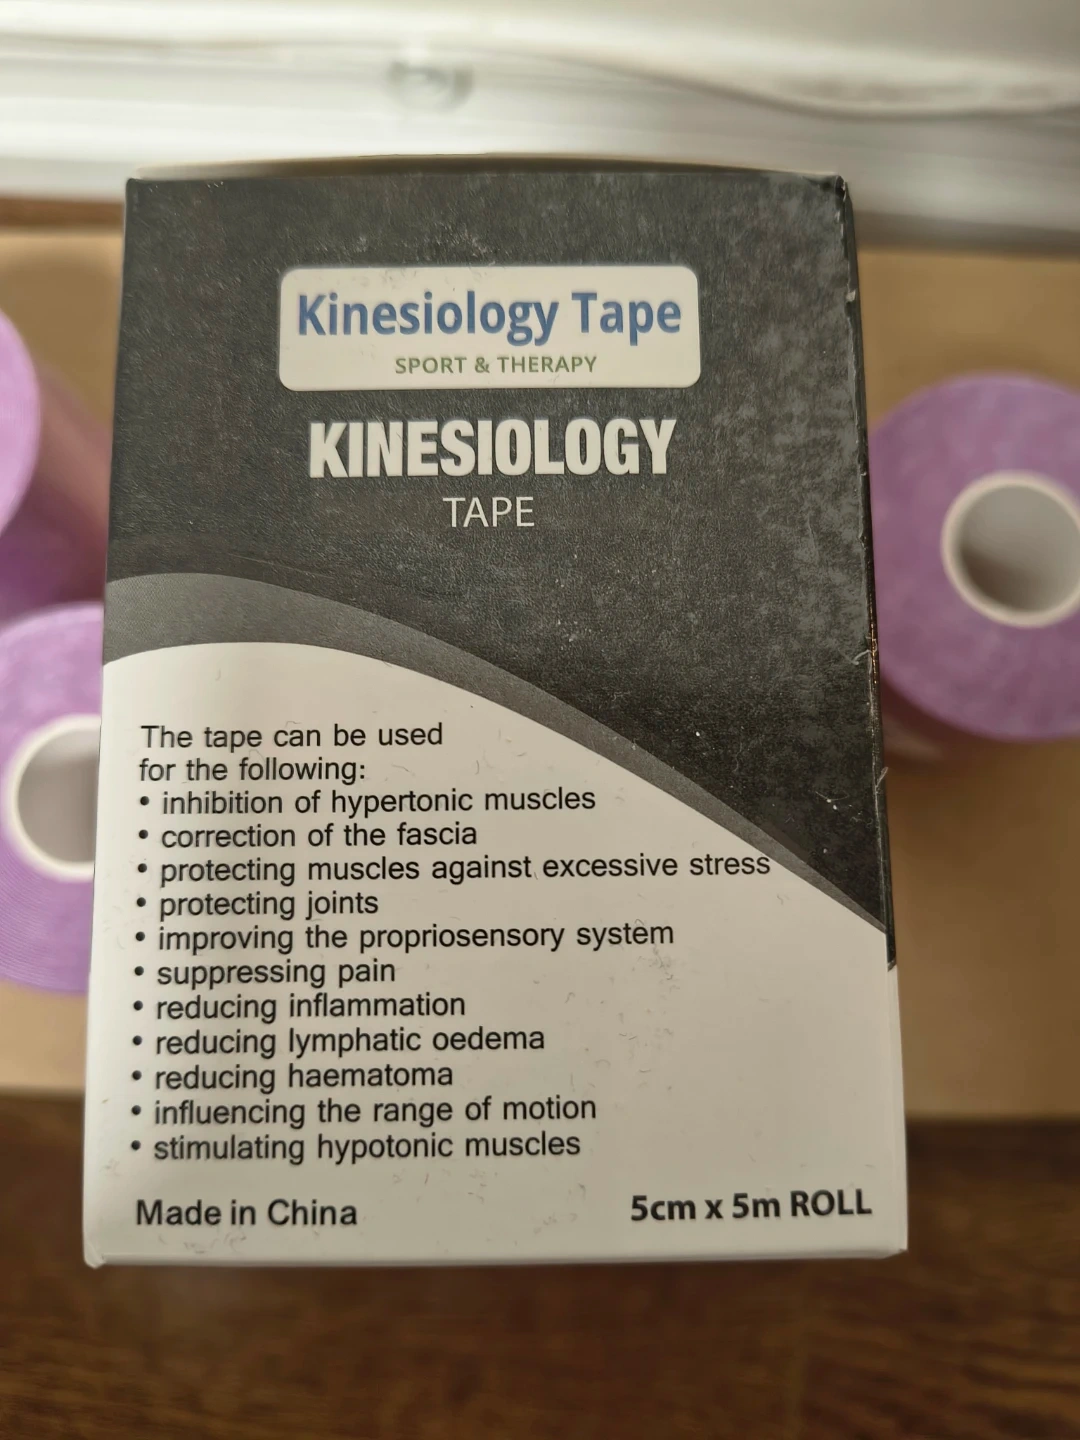 Kinesiology Tape
SPORT & THERAPY
KINESIOLOGY
TAPE
The tape can be used
for the following:
• inhibition of hypertonic muscles
• correction of the fascia
• protecting muscles against excessive stress
• protecting joints
• improving the propriosensory system
• suppressing pain
• reducing inflammation
• reducing lymphatic oedema
• reducing haematoma
• influencing the range of motion
• stimulating hypotonic muscles
Made in China
5cm x 5m ROLL